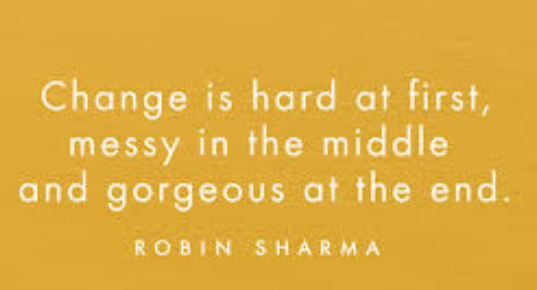 Change is hard at first,
messy in the middle
and gorgeous at the end.
ROBIN SHARMA